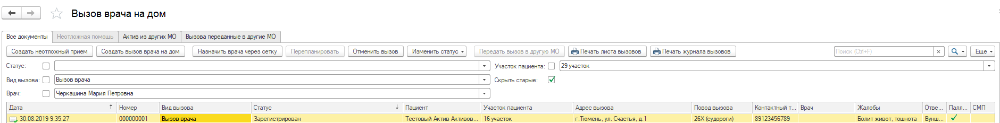 Вызов врача на дом
Все документы Неотложная помощь Актив из других МО Вызова переданные в другие МО
Создать неотложный прием Создать вызов врача на дом Назначить врача через сетку Перепланировать Отменить вызов Изменить статус Передать вызов в другую МО Печать листа вызовов Печать журнала вызовов Поиск (Ctrl+F) × Еще
Статус: Участок пациента: 29 участок
Вид вызова: Вызов врача Скрыть старые:
Врач: Черкашина Мария Петровна
Дата Номер Вид вызова Статус Пациент Участок пациента Адрес вызова Повод вызова Контактный т... Врач Жалобы Отве... Палл... СМП
30.08.2019 9:35:27 000000001 Вызов врача Зарегистрирован Тестовый Актив Активов... 16 участок г.Тюмень, ул. Счастья, д.1 26Х (судороги) 89123456789 Болит живот, тошнота Вунш...